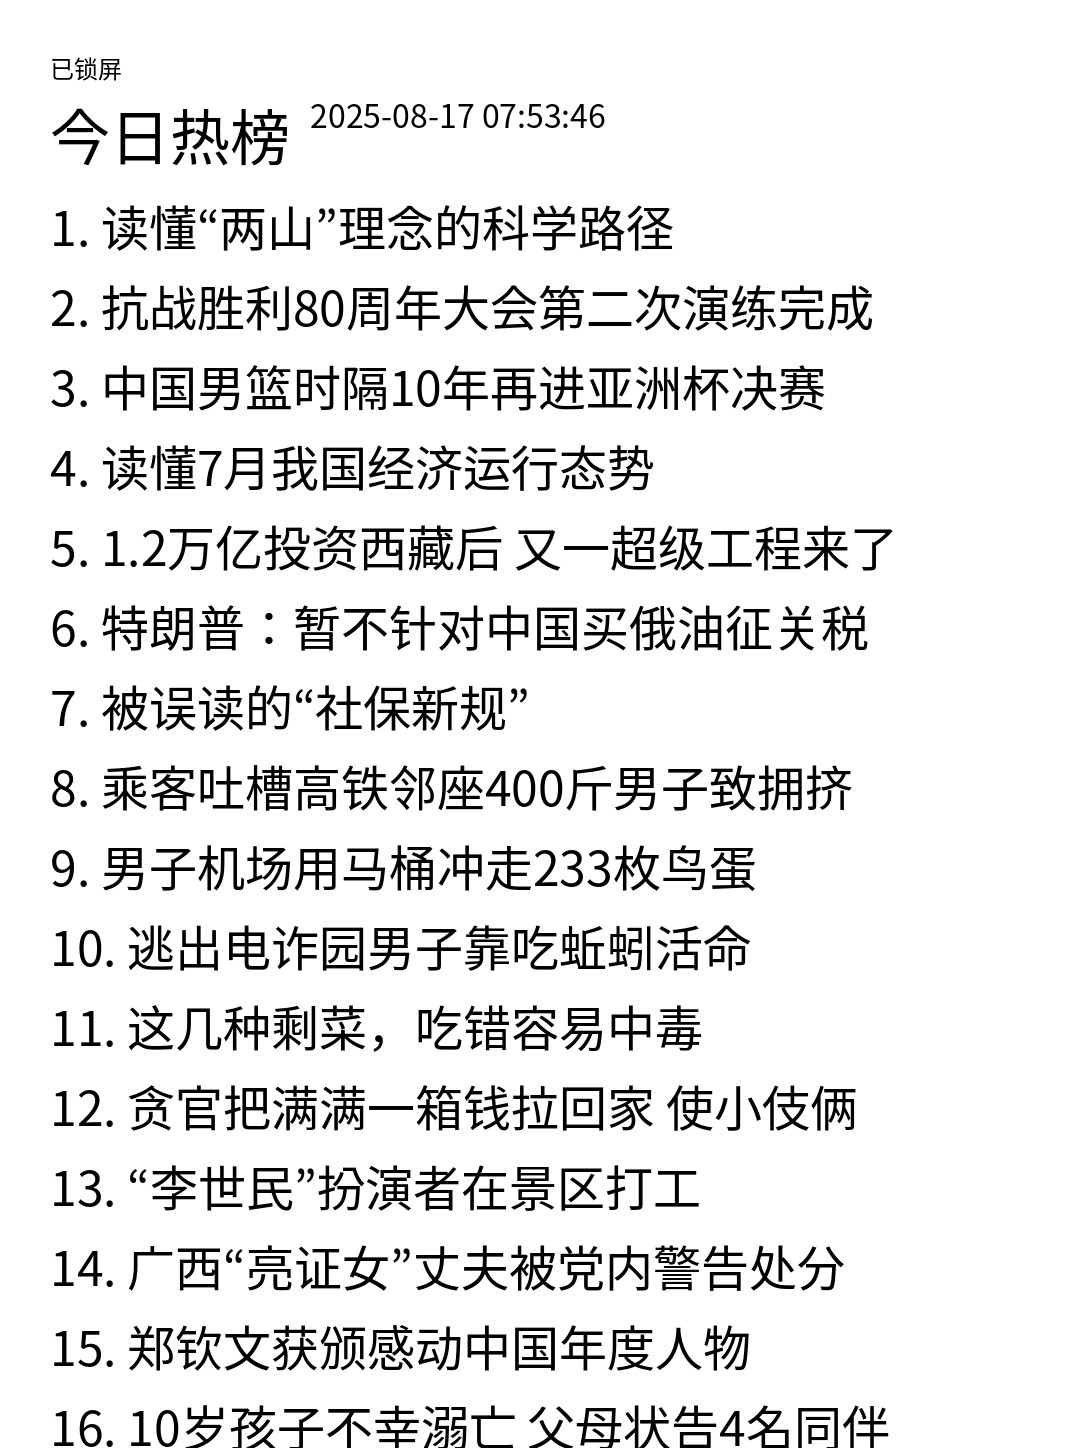 已锁屏
今日热榜 2025-08-17 07:53:46
1. 读懂“两山”理念的科学路径
2. 抗战胜利80周年大会第二次演练完成
3. 中国男篮时隔10年再进亚洲杯决赛
4. 读懂7月我国经济运行态势
5. 1.2万亿投资西藏后 又一超级工程来了
6. 特朗普：暂不针对中国买俄油征关税
7. 被误读的“社保新规”
8. 乘客吐槽高铁邻座400斤男子致拥挤
9. 男子机场用马桶冲走233枚鸟蛋
10. 逃出电诈园男子靠吃蚯蚓活命
11. 这几种剩菜，吃错容易中毒
12. 贪官把满满一箱钱拉回家 使小伎俩
13. “李世民”扮演者在景区打工
14. 广西“亮证女”丈夫被党内警告处分
15. 郑钦文获颁感动中国年度人物
16. 10岁孩子不幸溺亡 父母状告4名同伴